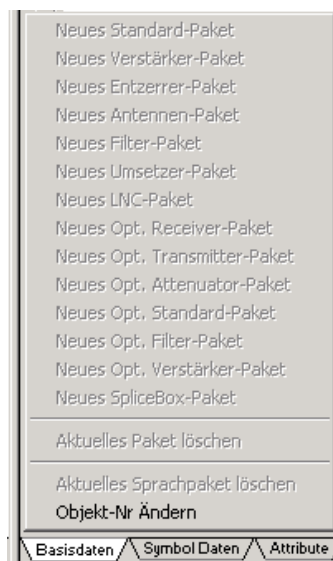 Neues Standard-Paket
Neues Verstärker-Paket
Neues Entzerrer-Paket
Neues Antennen-Paket
Neues Filter-Paket
Neues Umsetzer-Paket
Neues LNC-Paket
Neues Opt. Receiver-Paket
Neues Opt. Transmitter-Paket
Neues Opt. Attenuator-Paket
Neues Opt. Standard-Paket
Neues Opt. Filter-Paket
Neues Opt. Verstärker-Paket
Neues SpliceBox-Paket
Aktuelles Paket löschen
Aktuelles Sprachpaket löschen
Objekt-Nr Ändern
Basisdaten Symbol Daten Attribute